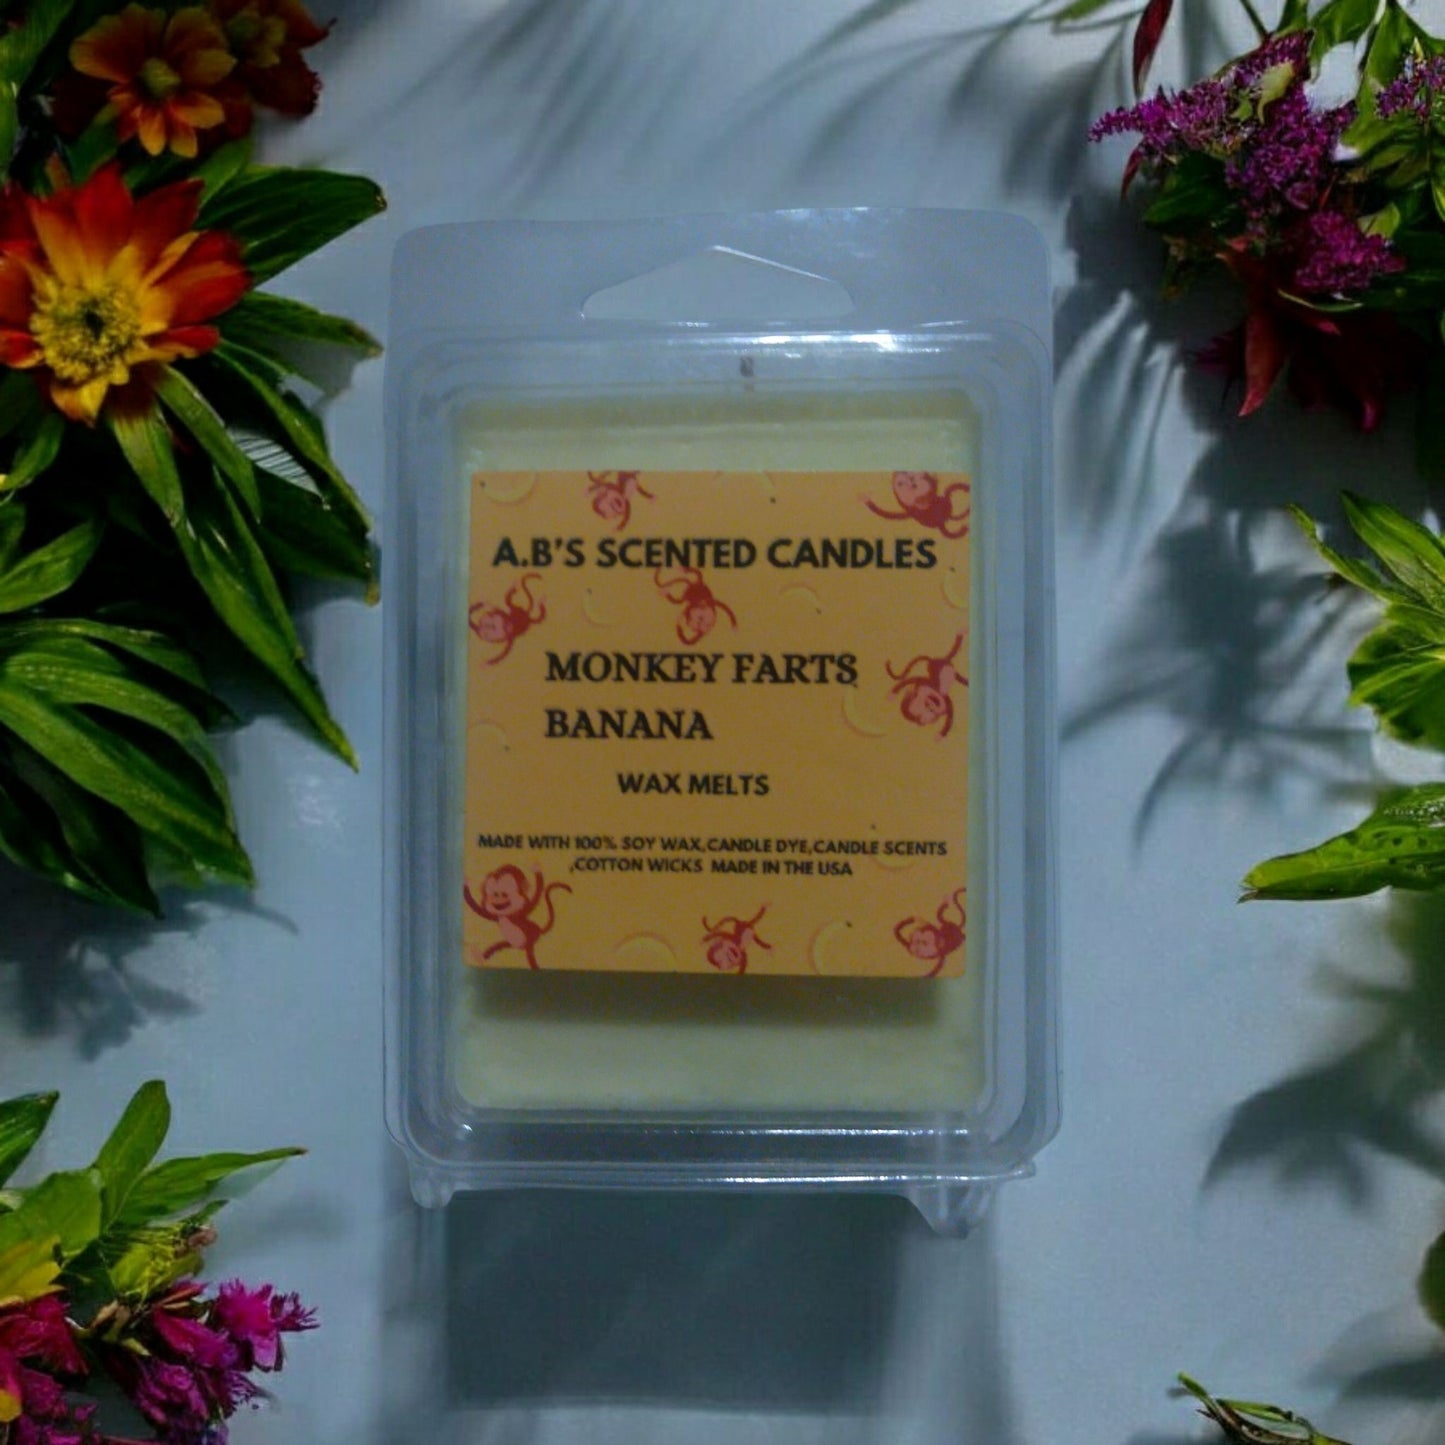 A.B'S SCENTED CANDLES
MONKEY FARTS
BANANA
WAX MELTS
MADE WITH 100% SOY WAX,CANDLE DYE,CANDLE SCENTS
,COTTON WICKS MADE IN THE USA